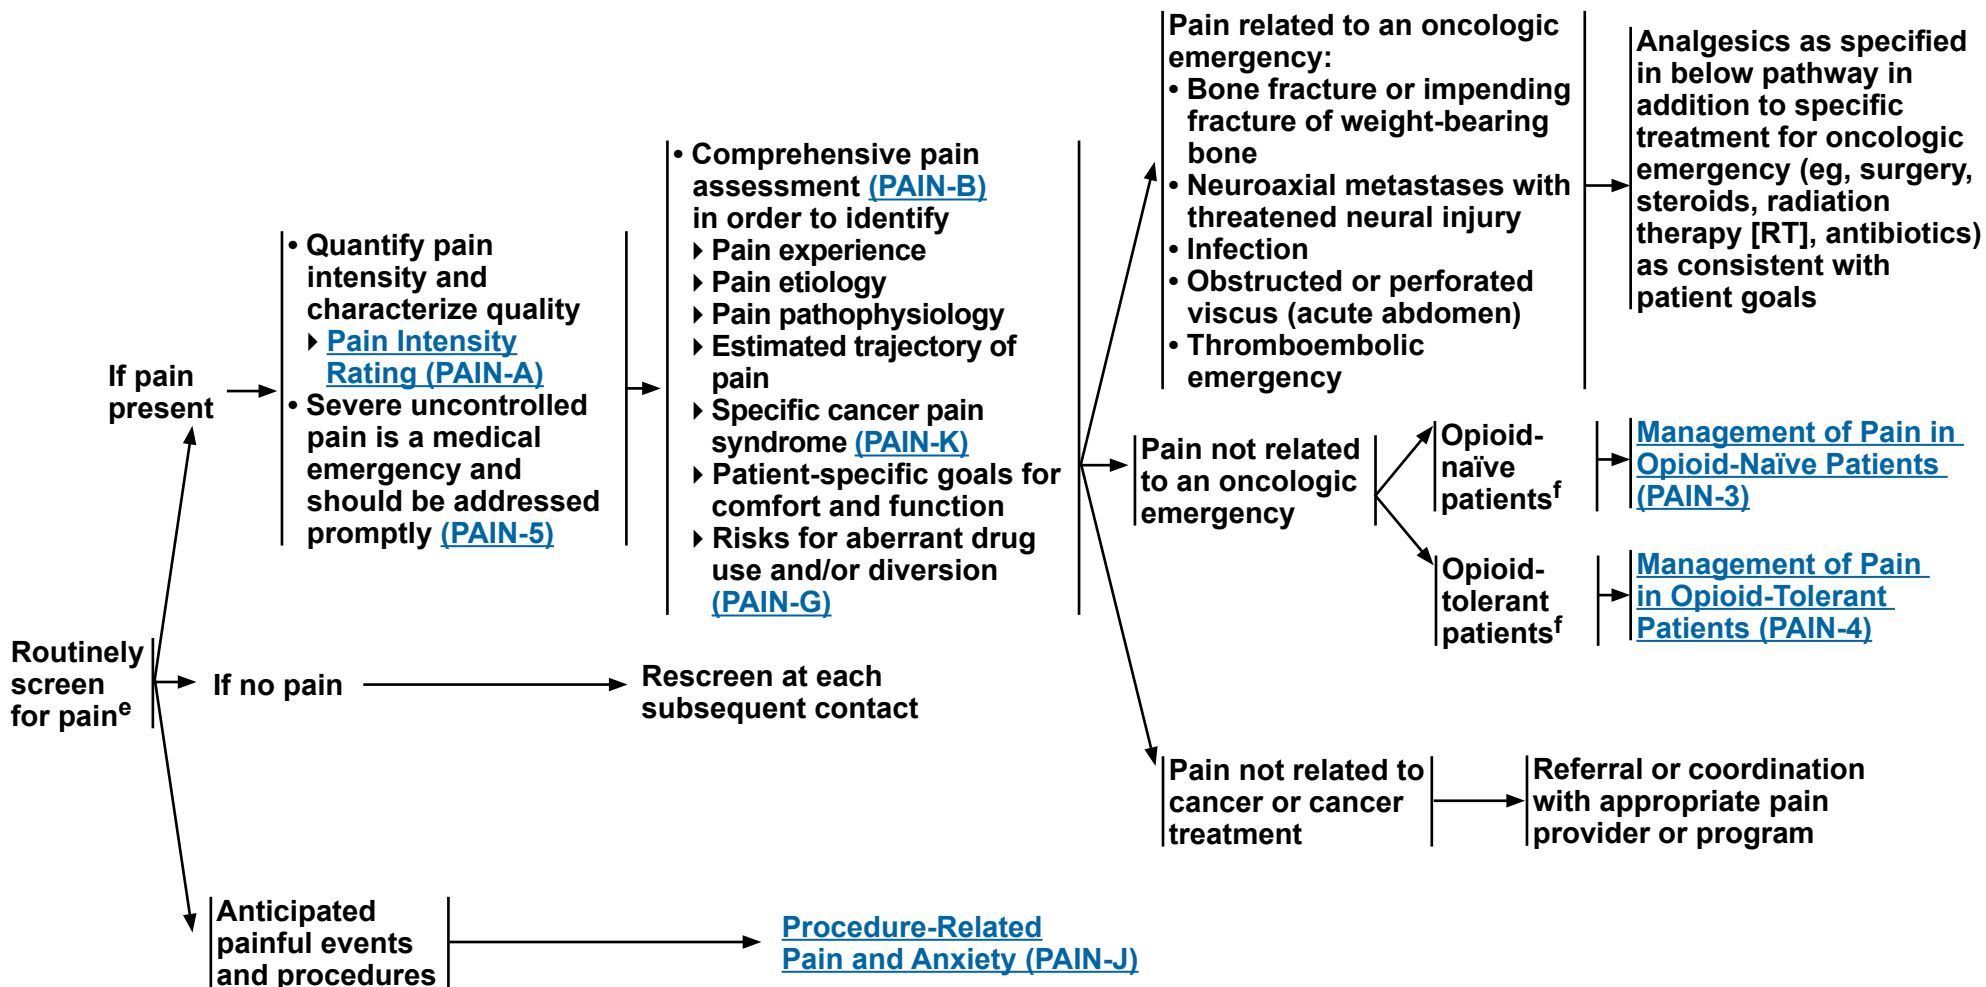 Routinely
screen
for painᵉ
If pain
present
• Quantify pain
intensity and
characterize quality
▸ Pain Intensity
Rating (PAIN-A)
• Severe uncontrolled
pain is a medical
emergency and
should be addressed
promptly (PAIN-5)
• Comprehensive pain
assessment (PAIN-B)
in order to identify
▸ Pain experience
▸ Pain etiology
▸ Pain pathophysiology
▸ Estimated trajectory of
pain
▸ Specific cancer pain
syndrome (PAIN-K)
▸ Patient-specific goals for
comfort and function
▸ Risks for aberrant drug
use and/or diversion
(PAIN-G)
Pain related to an oncologic
emergency:
• Bone fracture or impending
fracture of weight-bearing
bone
• Neuroaxial metastases with
threatened neural injury
• Infection
• Obstructed or perforated
viscus (acute abdomen)
• Thromboembolic
emergency
Analgesics as specified
in below pathway in
addition to specific
treatment for oncologic
emergency (eg, surgery,
steroids, radiation
therapy [RT], antibiotics)
as consistent with
patient goals
Pain not related
to an oncologic
emergency
Opioid-
naïve
patientsᶠ
Management of Pain in
Opioid-Naïve Patients
(PAIN-3)
Opioid-
tolerant
patientsᶠ
Management of Pain
in Opioid-Tolerant
Patients (PAIN-4)
Pain not related to
cancer or cancer
treatment
Referral or coordination
with appropriate pain
provider or program
If no pain
Rescreen at each
subsequent contact
Anticipated
painful events
and procedures
Procedure-Related
Pain and Anxiety (PAIN-J)